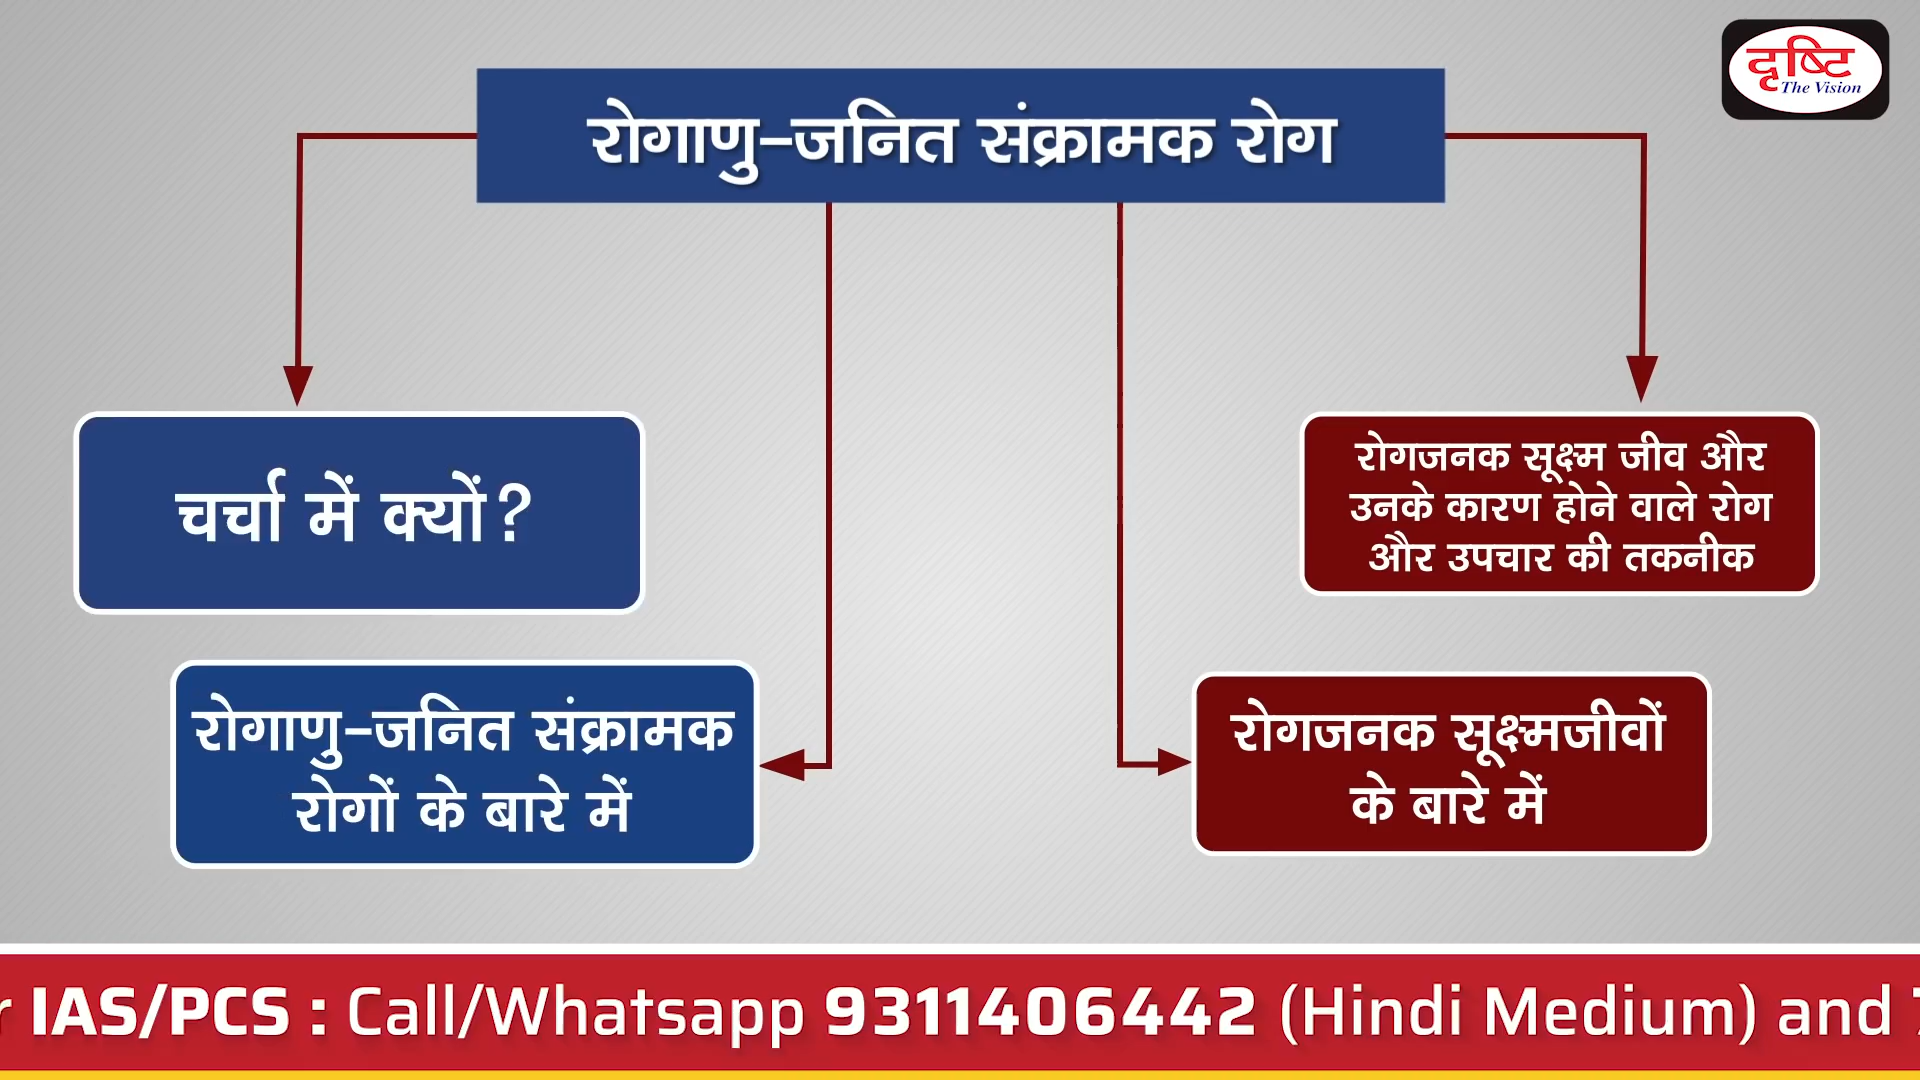 रोगाणु-जनित संक्रामक रोग
दृष्टि
The Vision
चर्चा में क्यों?
रोगजनक सूक्ष्म जीव और
उनके कारण होने वाले रोग
और उपचार की तकनीक
रोगाणु-जनित संक्रामक
रोगों के बारे में
रोगजनक सूक्ष्मजीवों
के बारे में
IAS/PCS : Call/Whatsapp 9311406442 (Hindi Medium) and